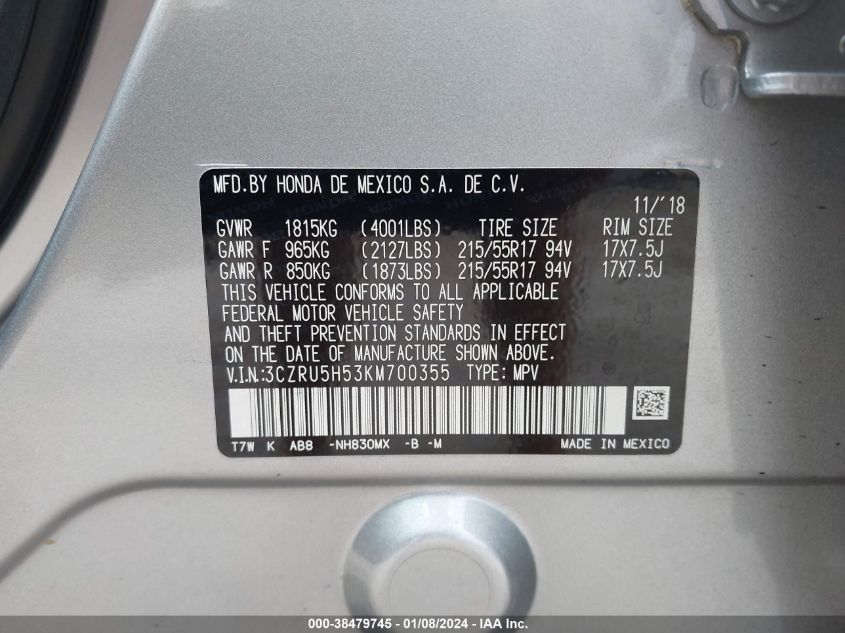 MFD.BY HONDA DE MEXICO S.A. DE C.V.
11/'18
GVWR 1815KG (4001LBS) TIRE SIZE RIM SIZE
GAWR F 965KG (2127LBS) 215/55R17 94V 17X7.5J
GAWR R 850KG (1873LBS) 215/55R17 94V 17X7.5J
THIS VEHICLE CONFORMS TO ALL APPLICABLE
FEDERAL MOTOR VEHICLE SAFETY
AND THEFT PREVENTION STANDARDS IN EFFECT
ON THE DATE OF MANUFACTURE SHOWN ABOVE.
V.I.N.:3CZRU5H53KM700355 TYPE: MPV
T7W K AB8 -NH830MX -B -M MADE IN MEXICO
000-38479745 - 01/08/2024 - IAA Inc.